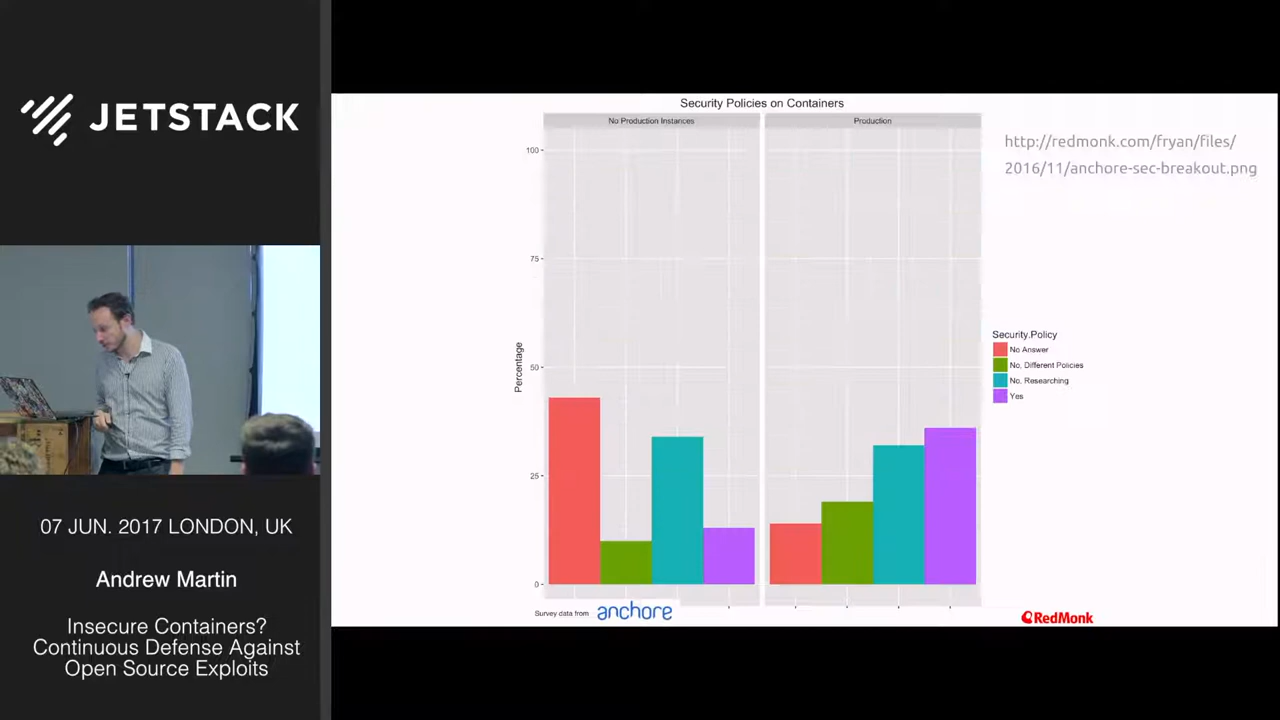 JETSTACK
07 JUN. 2017 LONDON, UK
Andrew Martin
Insecure Containers?
Continuous Defense Against
Open Source Exploits
Security Policies on Containers
No Production Instances
Production
http://redmonk.com/fryan/files/
2016/11/anchore-sec-breakout.png
100
75
50
25
0
Percentage
Security.Policy
No Answer
No, Different Policies
No, Researching
Yes
Survey data from
anchore
RedMonk